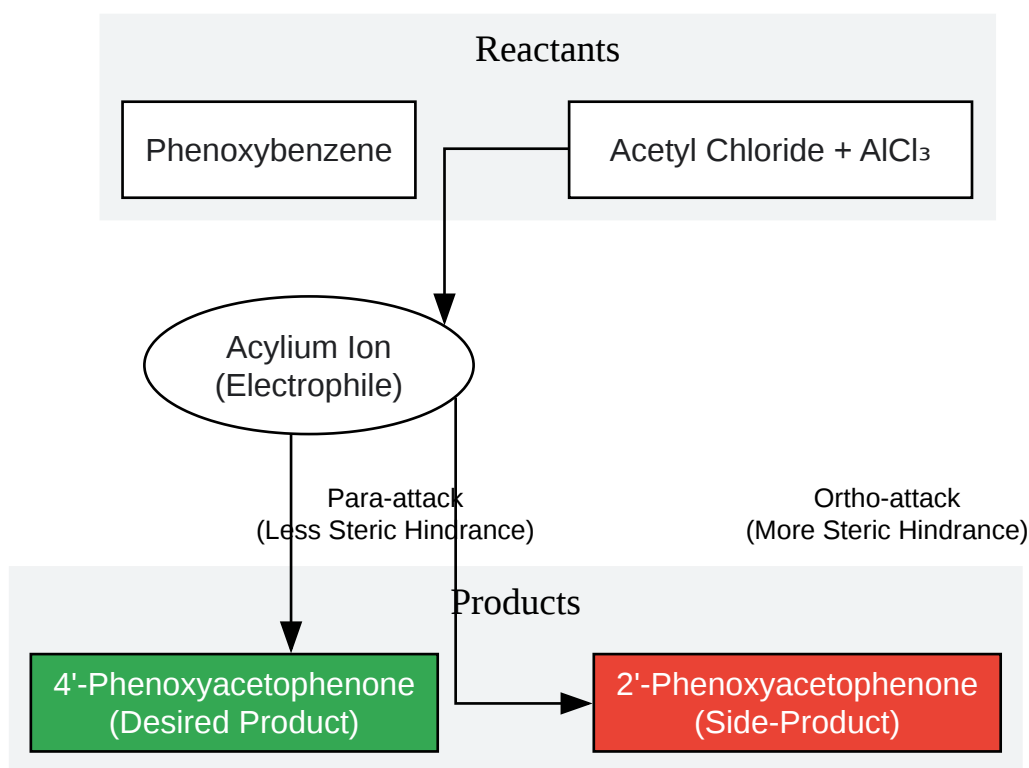 Reactants
Phenoxybenzene
Acetyl Chloride + AlCl₃
Acylium Ion
(Electrophile)
Para-attack
(Less Steric Hindrance)
Ortho-attack
(More Steric Hindrance)
Products
4'-Phenoxyacetophenone
(Desired Product)
2'-Phenoxyacetophenone
(Side-Product)